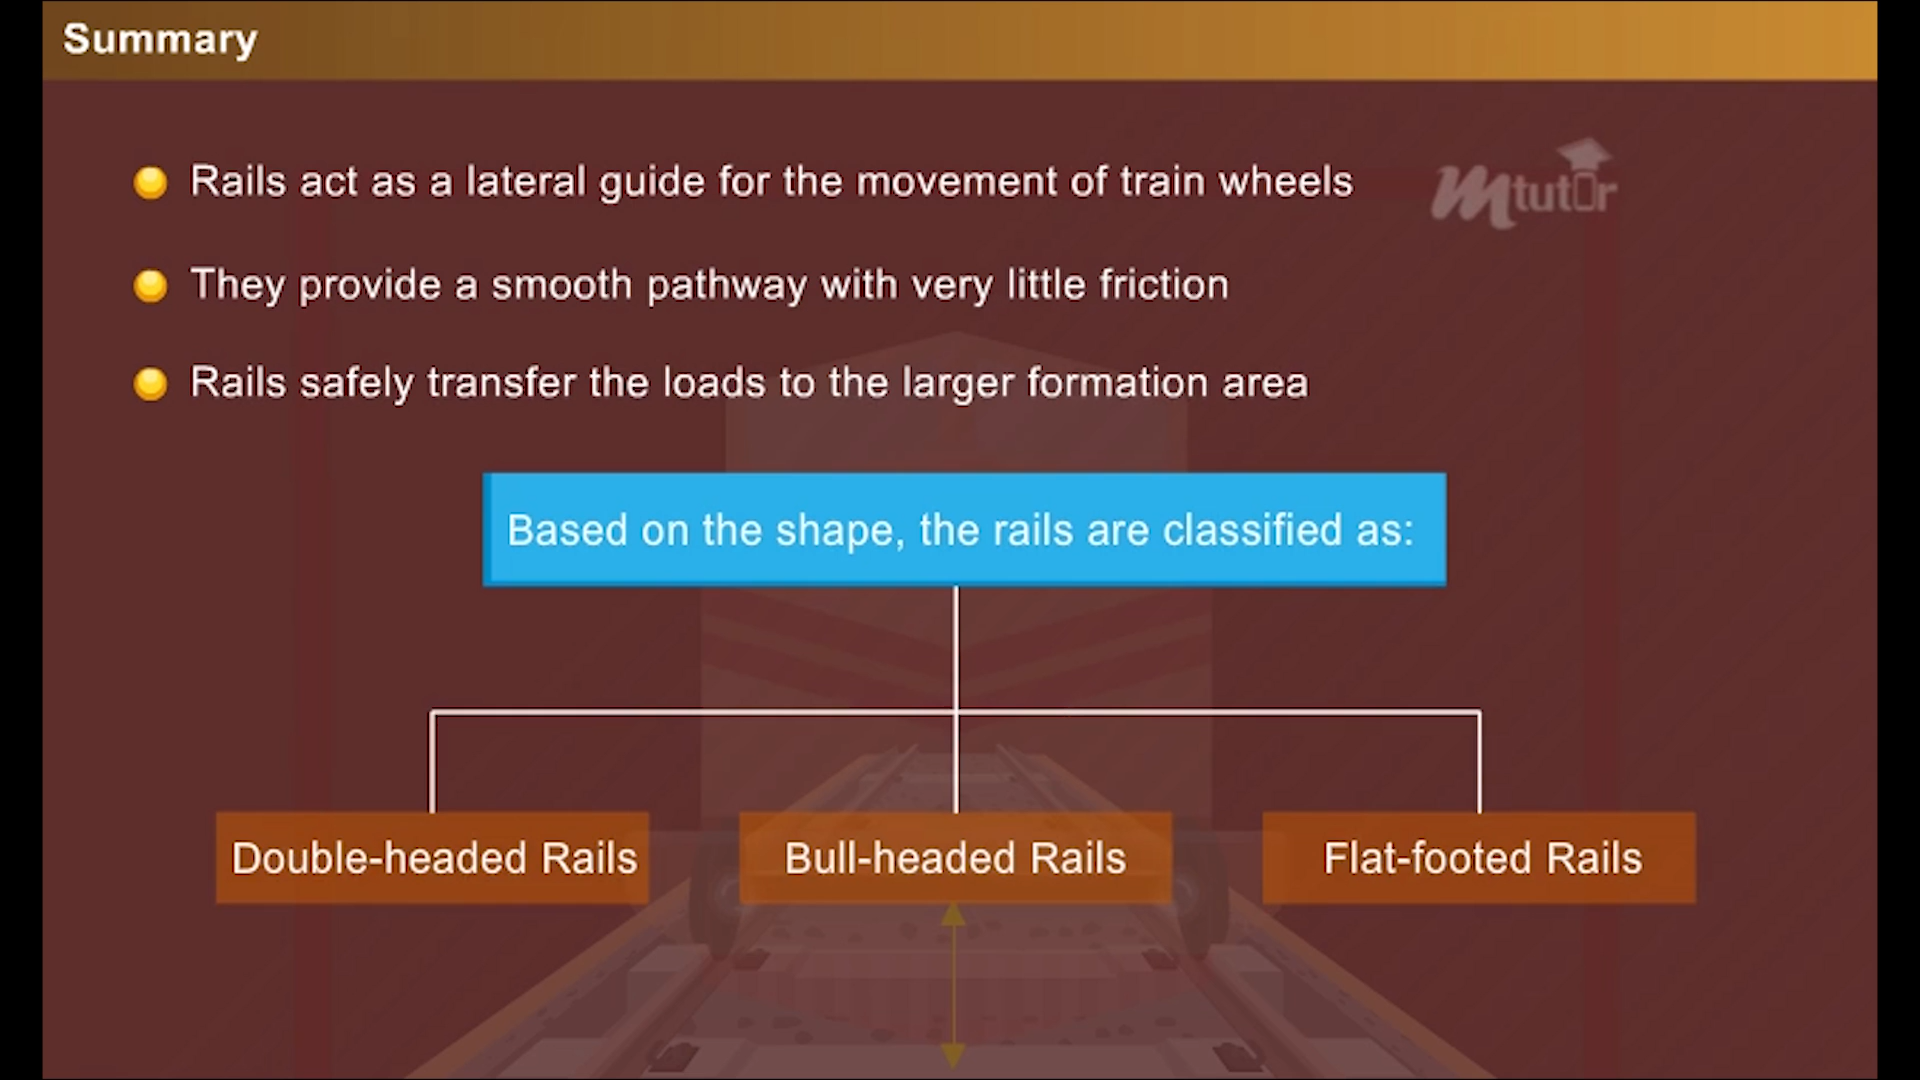 Summary
Rails act as a lateral guide for the movement of train wheels
mtutor
They provide a smooth pathway with very little friction
Rails safely transfer the loads to the larger formation area
Based on the shape, the rails are classified as:
Double-headed Rails
Bull-headed Rails
Flat-footed Rails